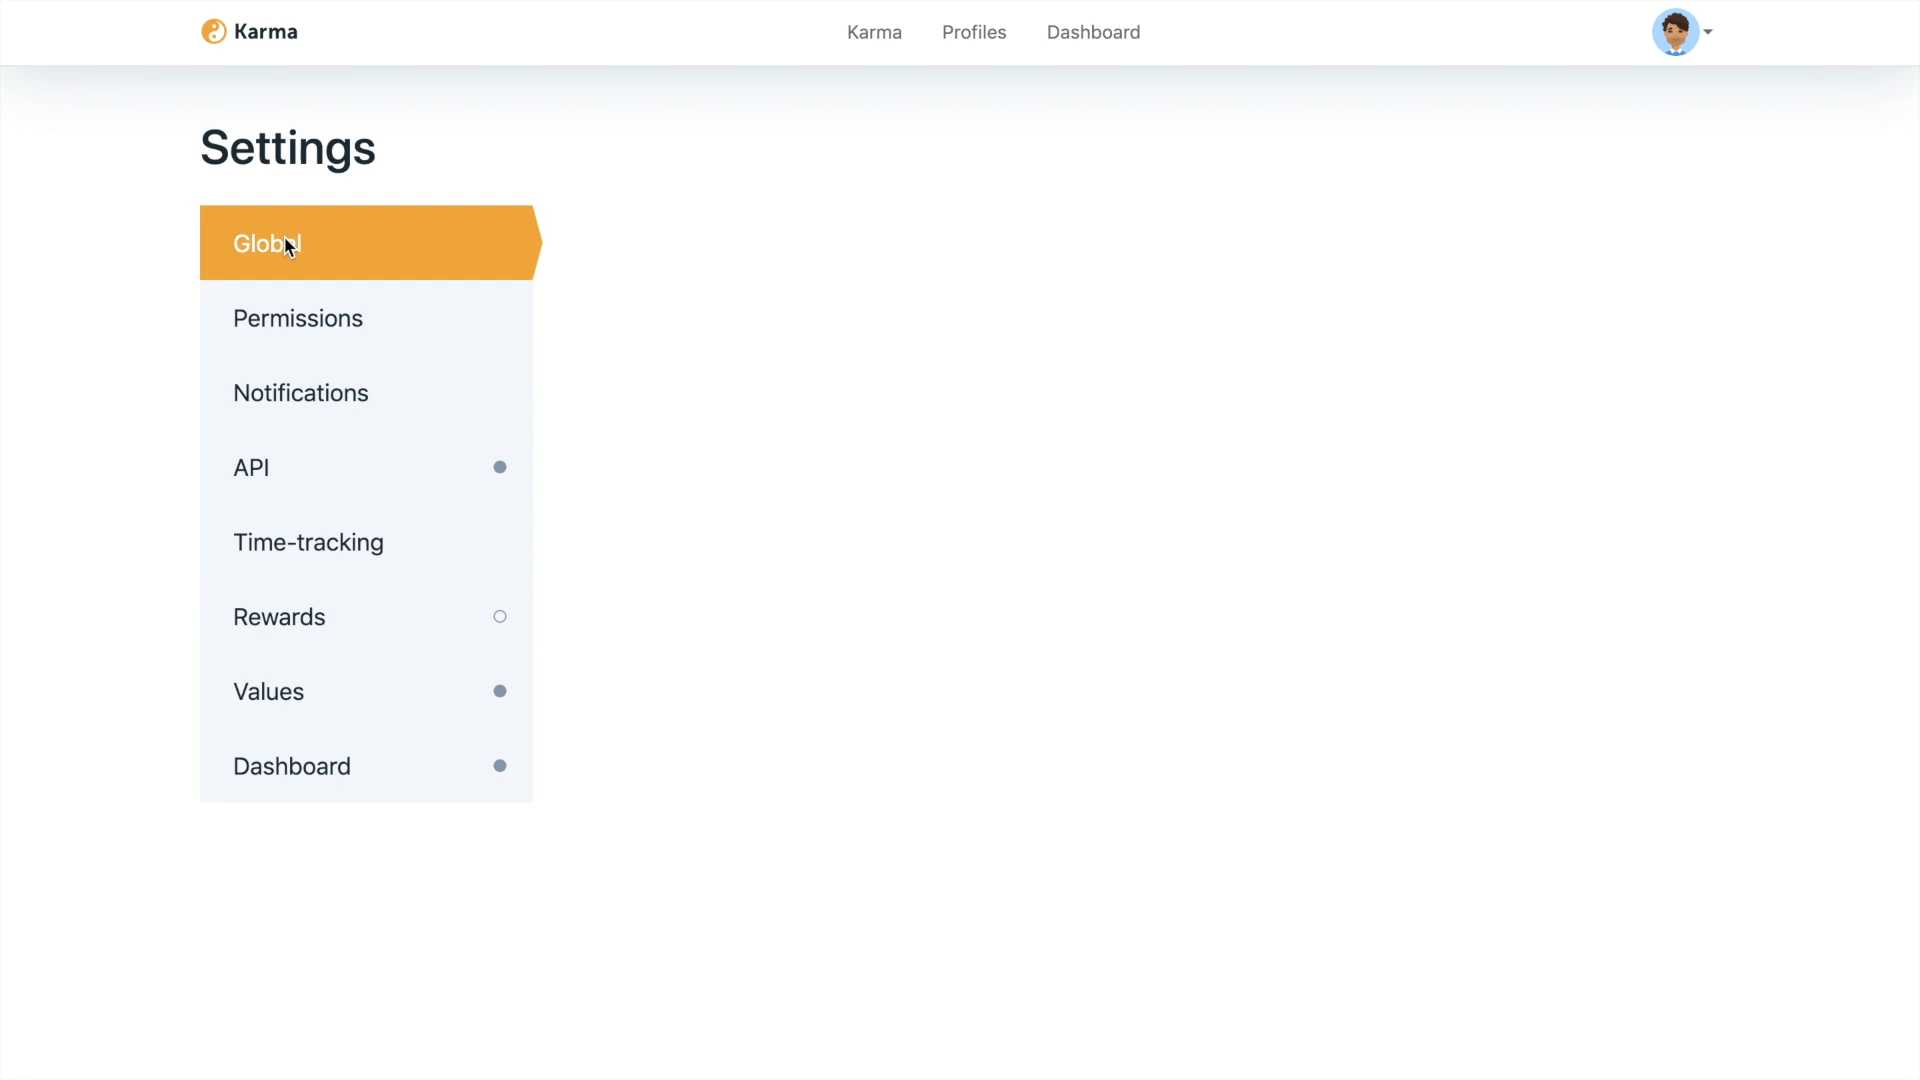 Karma
Karma
Profiles
Dashboard
Settings
Global
Permissions
Notifications
API
Time-tracking
Rewards
Values
Dashboard